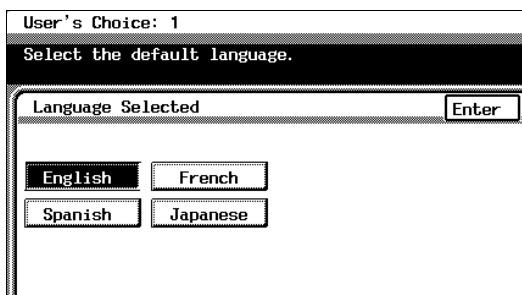 User's Choice: 1
Select the default language.
Language Selected Enter
English French
Spanish Japanese